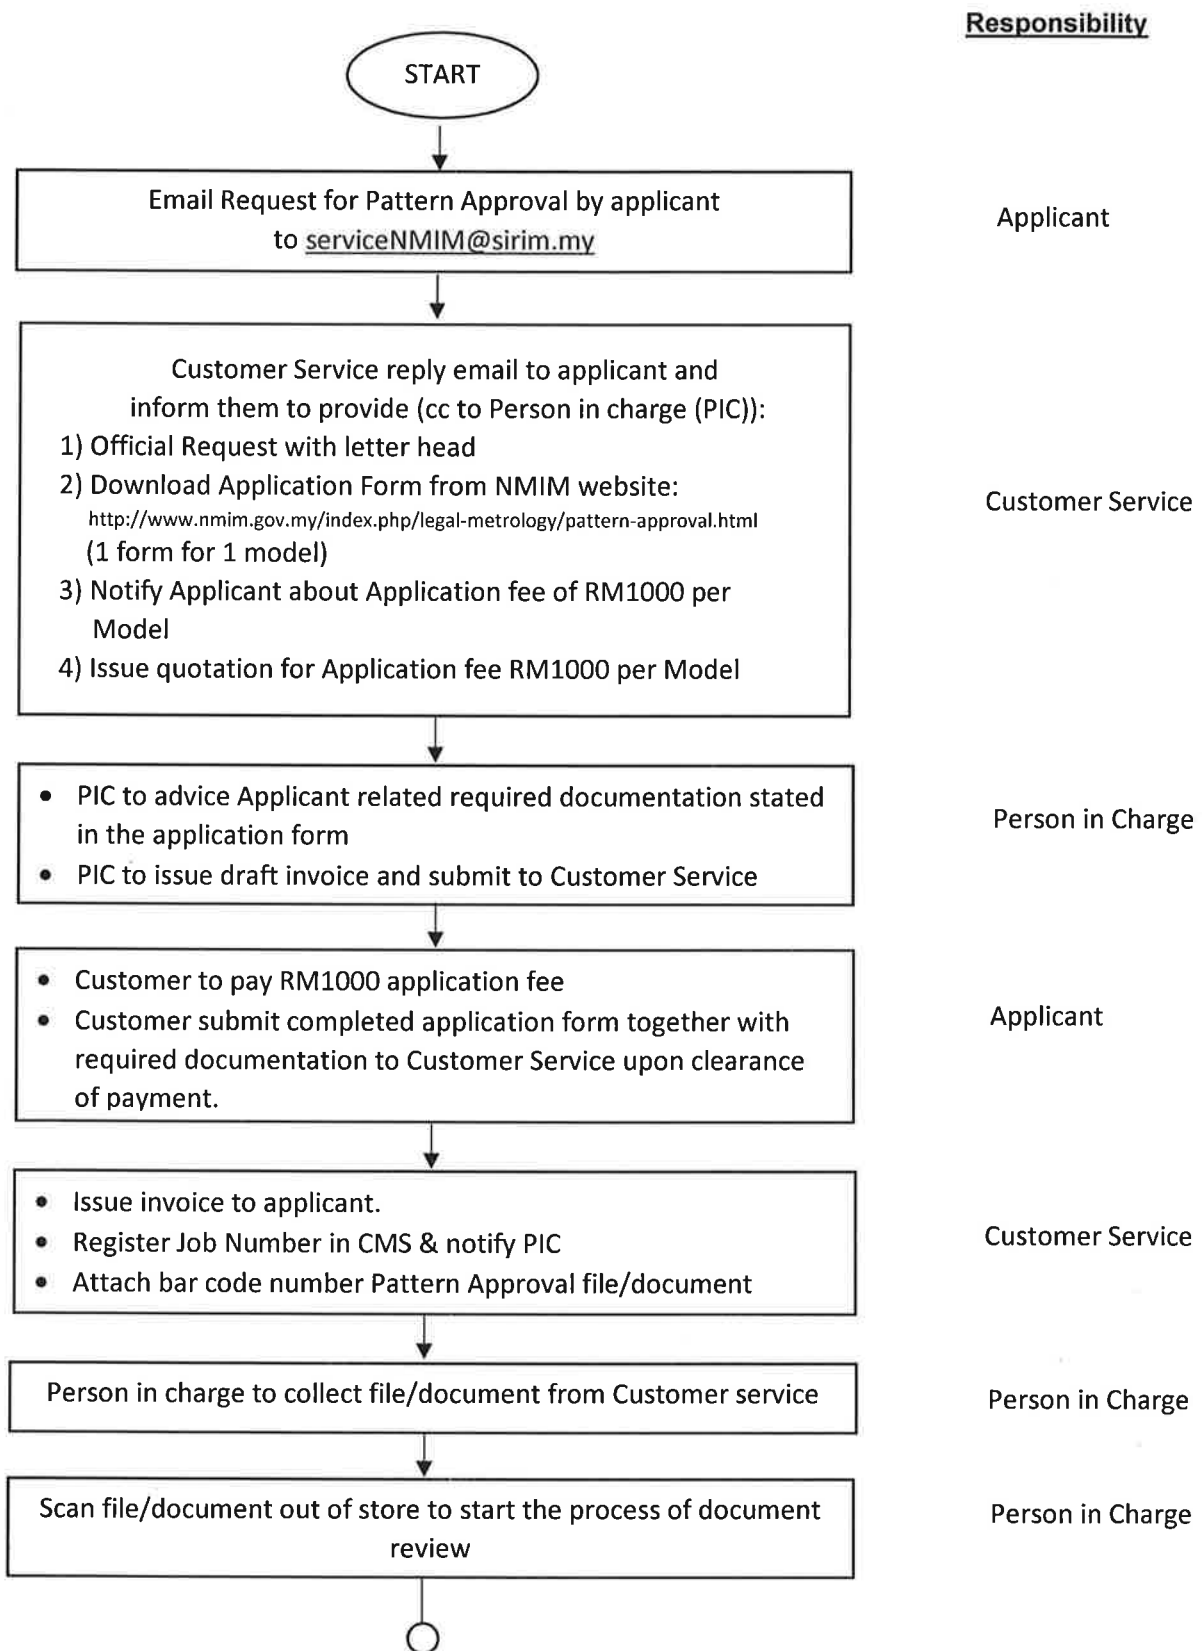 Responsibility
START
Email Request for Pattern Approval by applicant
to serviceNMIM@sirim.my
Applicant
Customer Service reply email to applicant and
inform them to provide (cc to Person in charge (PIC)):
1) Official Request with letter head
2) Download Application Form from NMIM website:
http://www.nmim.gov.my/index.php/legal-metrology/pattern-approval.html
(1 form for 1 model)
3) Notify Applicant about Application fee of RM1000 per
Model
4) Issue quotation for Application fee RM1000 per Model
Customer Service
• PIC to advice Applicant related required documentation stated
in the application form
• PIC to issue draft invoice and submit to Customer Service
Person in Charge
• Customer to pay RM1000 application fee
• Customer submit completed application form together with
required documentation to Customer Service upon clearance
of payment.
Applicant
• Issue invoice to applicant.
• Register Job Number in CMS & notify PIC
• Attach bar code number Pattern Approval file/document
Customer Service
Person in charge to collect file/document from Customer service
Person in Charge
Scan file/document out of store to start the process of document
review
Person in Charge